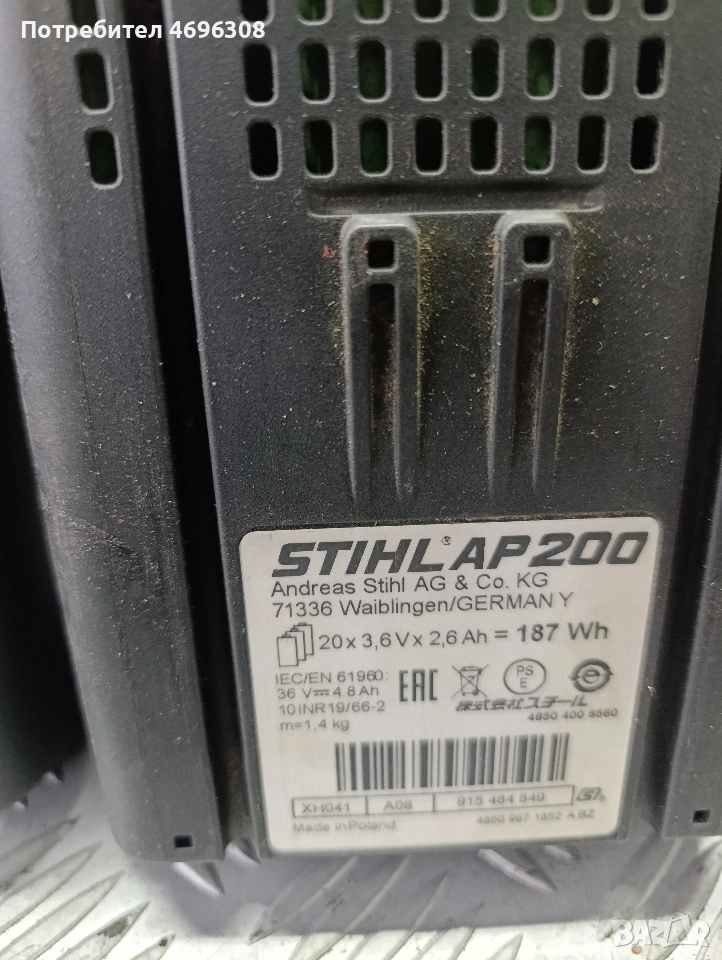 Потребител 4696308
STIHL® AP 200
Andreas Stihl AG & Co. KG
71336 Waiblingen/GERMANY
20 x 3,6 V x 2,6 Ah = 187 Wh
IEC/EN 61960:
36 V 4.8 Ah
10INR19/66-2
m=1,4 kg
EAC
PS
E
株式会社スチール
4850 400 6560
XH041 A08 915 484 849
Made in Poland
4850 967 1852 A BZ
BAZAR